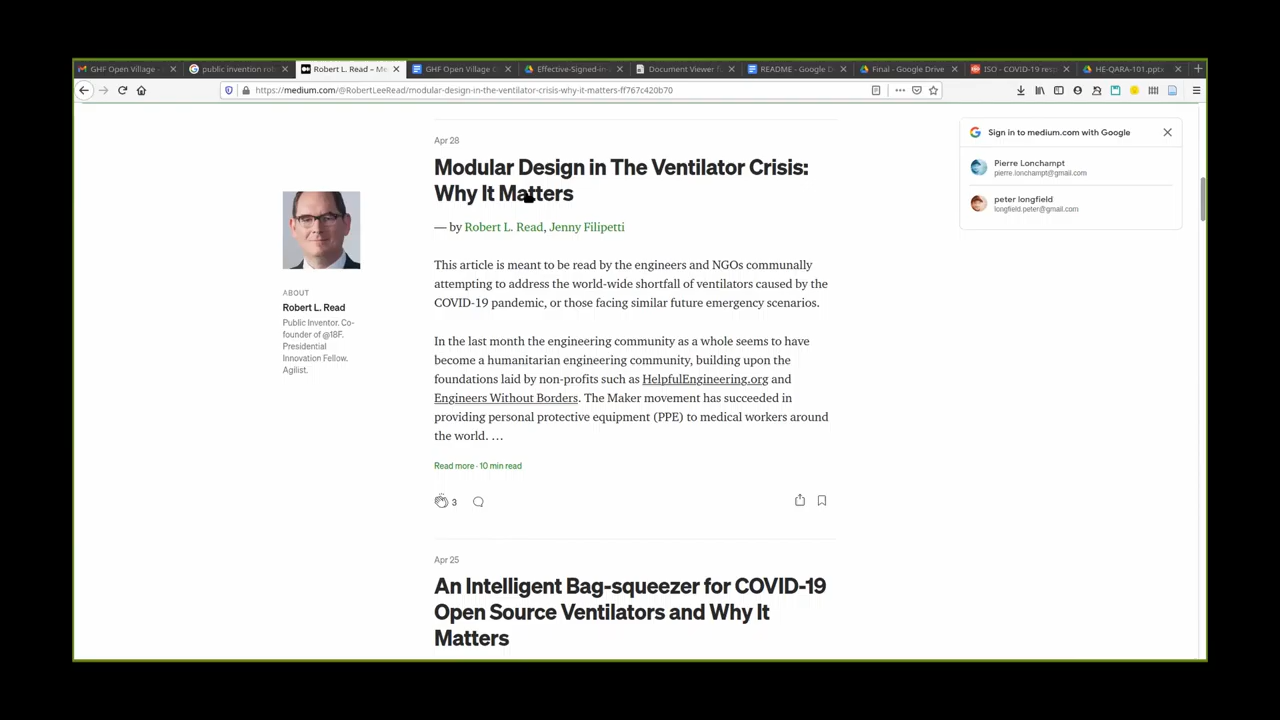 GHF Open Village -
public invention rob
Robert L. Read – Me
GHF Open Village
Effective-Signed-in
Document Viewer f
README - Google D
Final - Google Drive
ISO - COVID-19 res
HE-QARA-101.pptx
https://medium.com/@RobertLeeRead/modular-design-in-the-ventilator-crisis-why-it-matters-ff767c420b70
Sign in to medium.com with Google
Pierre Lonchampt
pierre.lonchampt@gmail.com
peter longfield
longfield.peter@gmail.com
ABOUT
Robert L. Read
Public Inventor. Co-
founder of @18F.
Presidential
Innovation Fellow.
Agilist.
Apr 28
Modular Design in The Ventilator Crisis:
Why It Matters
— by Robert L. Read, Jenny Filipetti
This article is meant to be read by the engineers and NGOs communally
attempting to address the world-wide shortfall of ventilators caused by the
COVID-19 pandemic, or those facing similar future emergency scenarios.
In the last month the engineering community as a whole seems to have
become a humanitarian engineering community, building upon the
foundations laid by non-profits such as HelpfulEngineering.org and
Engineers Without Borders. The Maker movement has succeeded in
providing personal protective equipment (PPE) to medical workers around
the world. …
Read more · 10 min read
3
Apr 25
An Intelligent Bag-squeezer for COVID-19
Open Source Ventilators and Why It
Matters